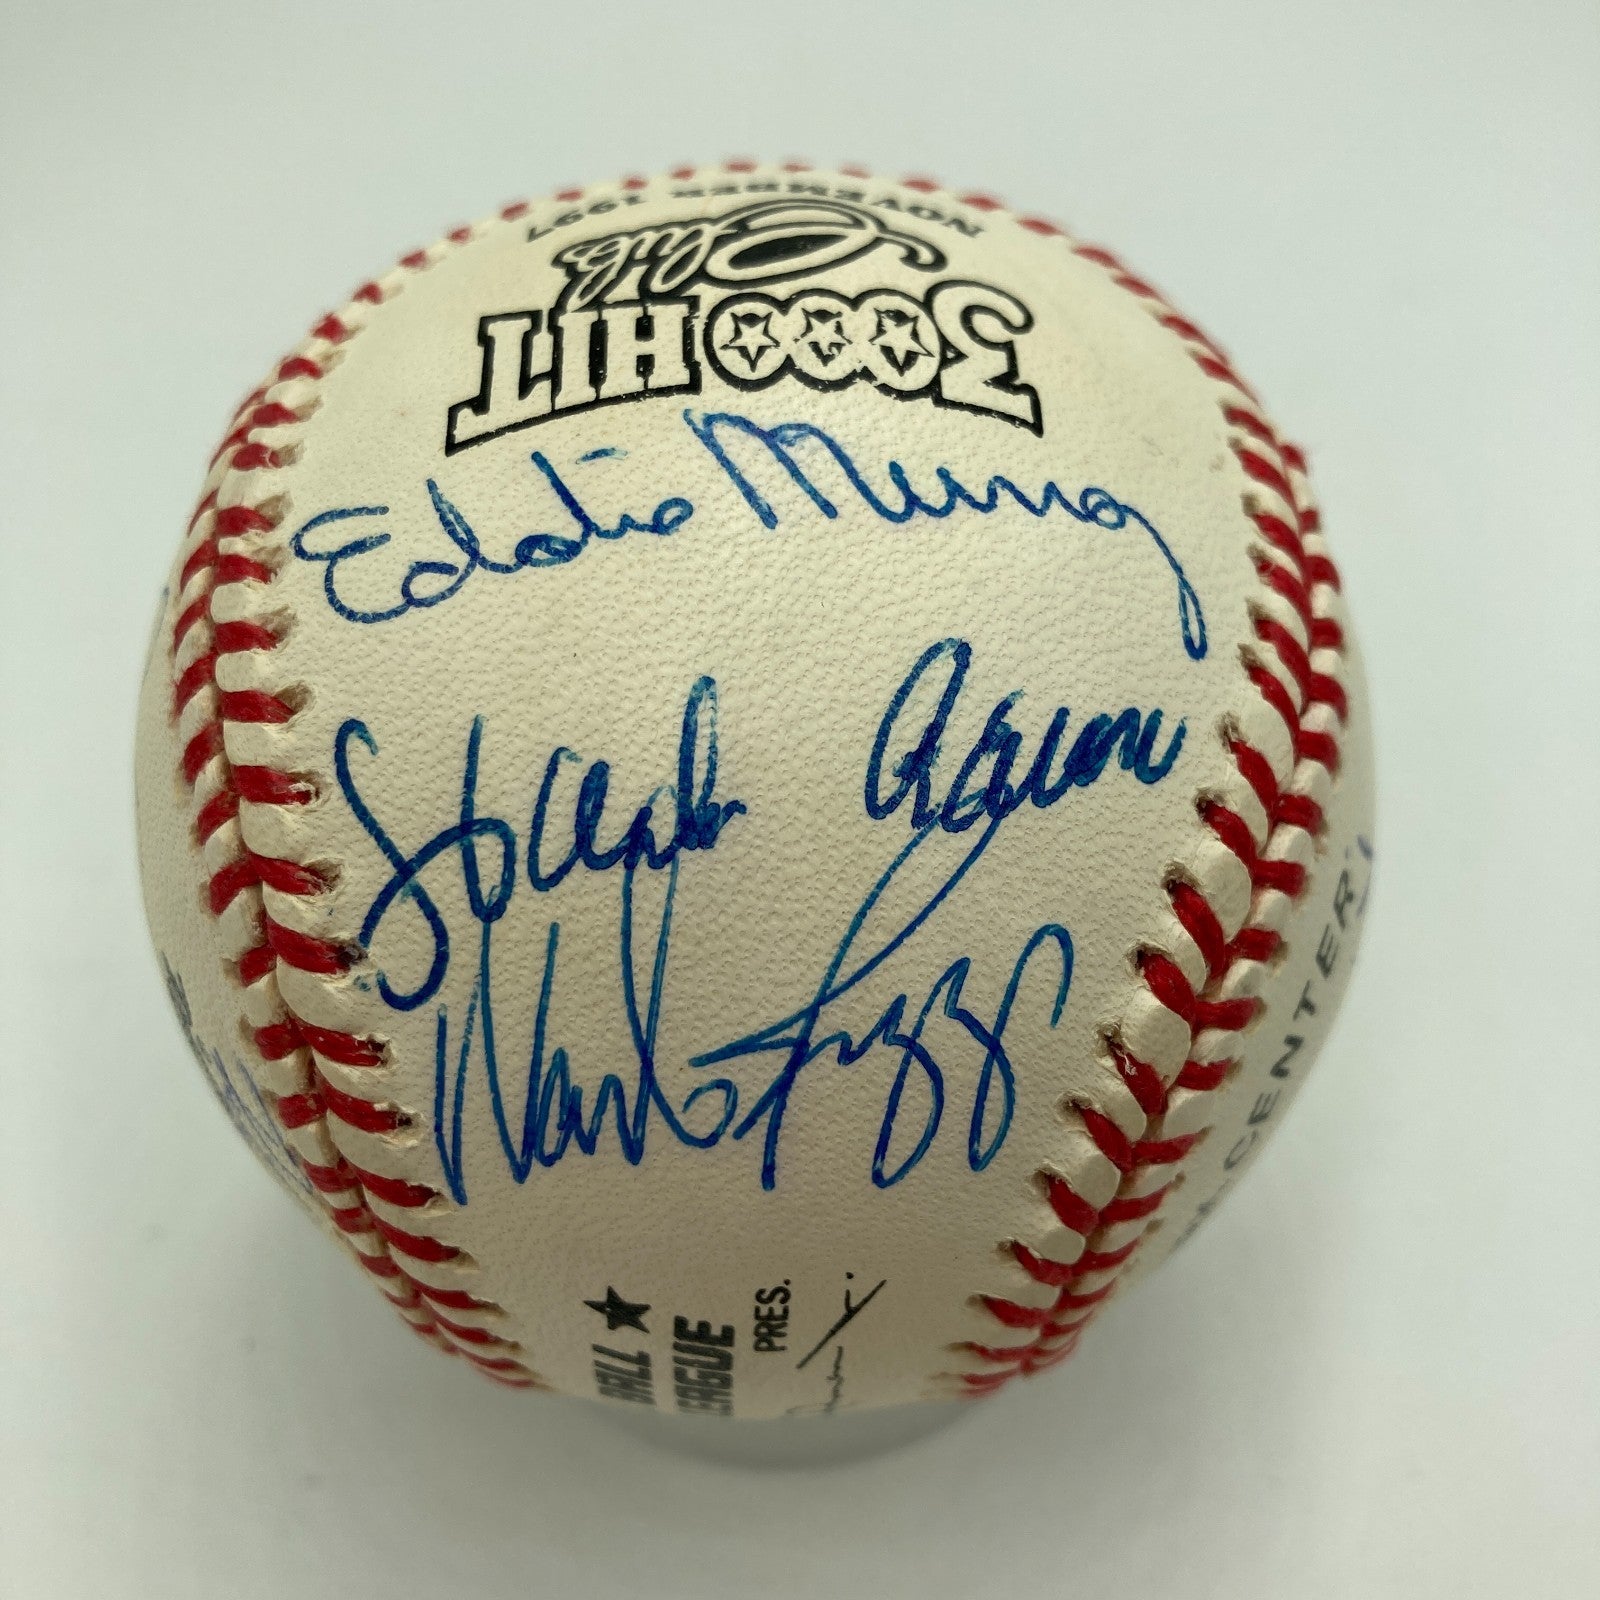 NOVEMBER 1997
3000 HIT
Club
Eddie Murray
Hank Aaron
Wade Boggs
BALL
LEAGUE
PRES.
CENTER